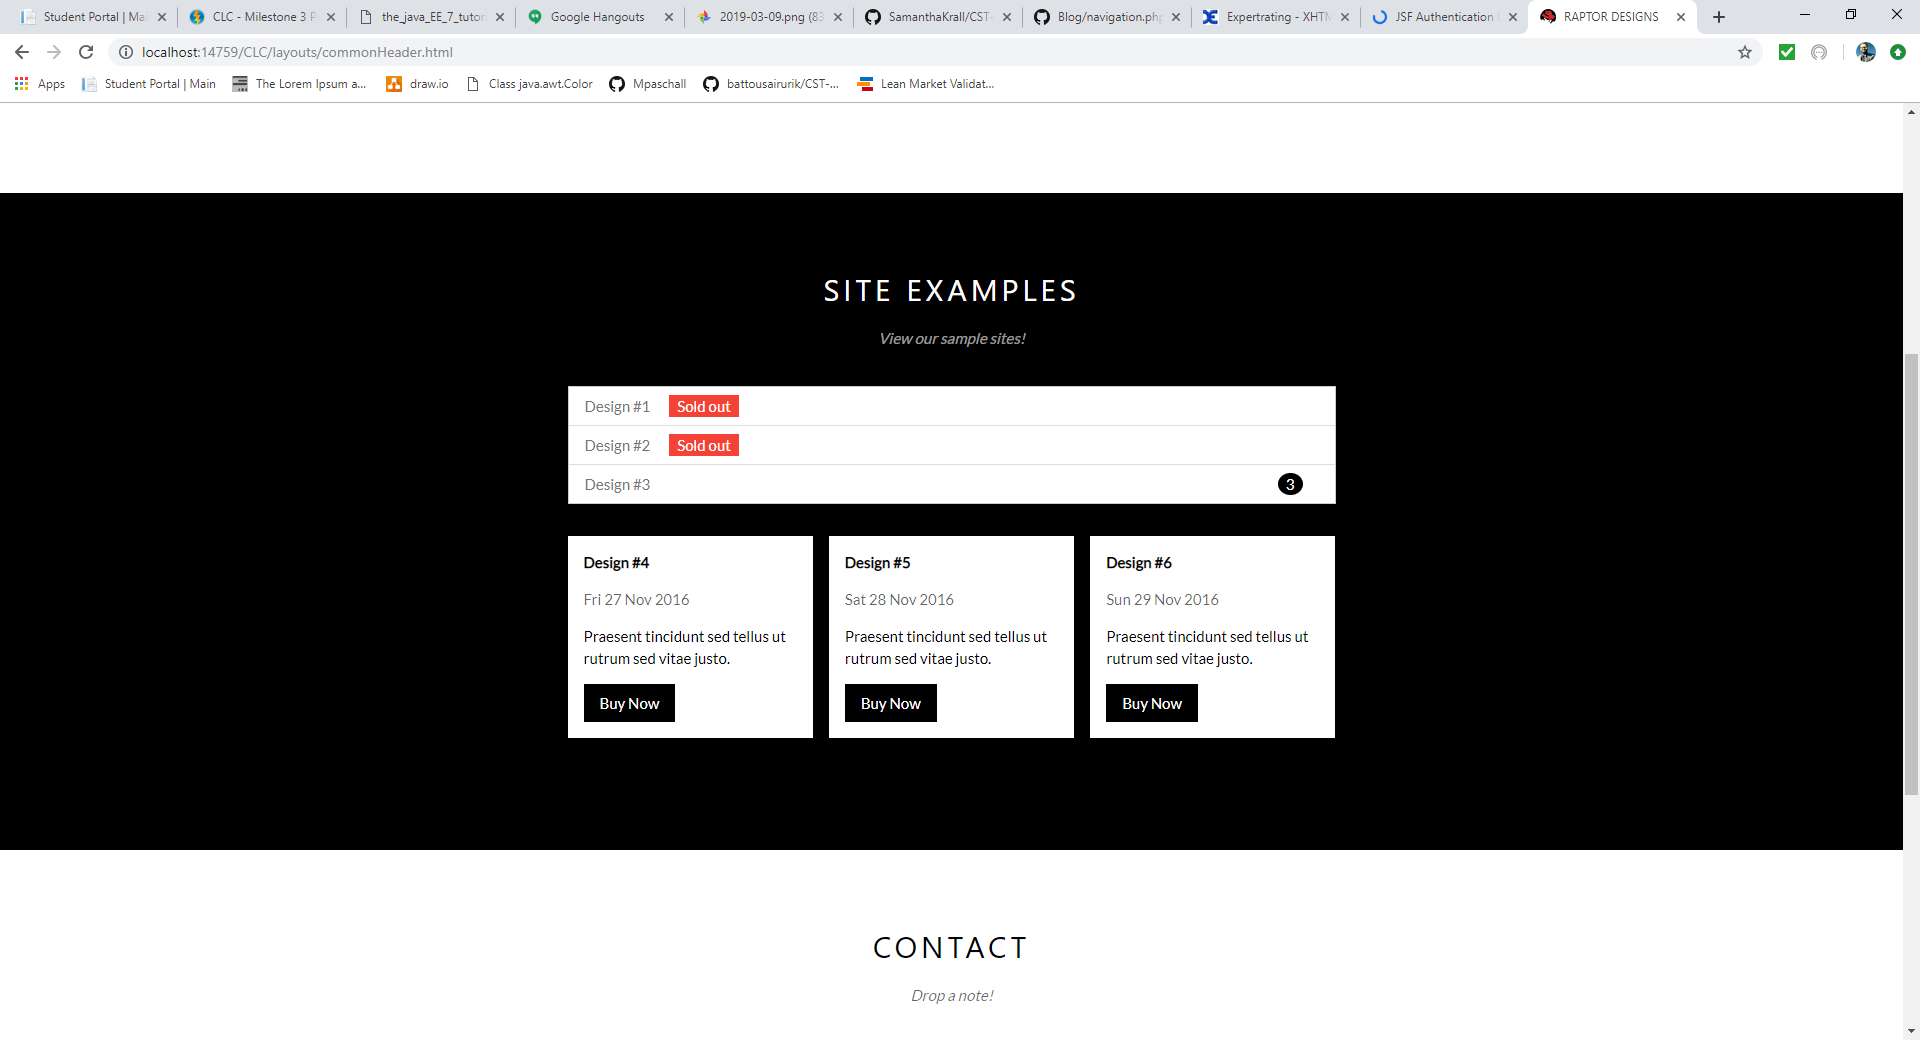 Student Portal | Mai
CLC - Milestone 3 P
the_java_EE_7_tutor
Google Hangouts
2019-03-09.png (83
SamanthaKrall/CST-
Blog/navigation.php
Expertrating - XHTM
JSF Authentication
RAPTOR DESIGNS
localhost:14759/CLC/layouts/commonHeader.html
Apps
Student Portal | Main
The Lorem Ipsum a...
draw.io
Class java.awt.Color
Mpaschall
battousairurik/CST-...
Lean Market Validat...
SITE EXAMPLES
View our sample sites!
Design #1 Sold out
Design #2 Sold out
Design #3 3
Design #4
Fri 27 Nov 2016
Praesent tincidunt sed tellus ut
rutrum sed vitae justo.
Buy Now
Design #5
Sat 28 Nov 2016
Praesent tincidunt sed tellus ut
rutrum sed vitae justo.
Buy Now
Design #6
Sun 29 Nov 2016
Praesent tincidunt sed tellus ut
rutrum sed vitae justo.
Buy Now
CONTACT
Drop a note!